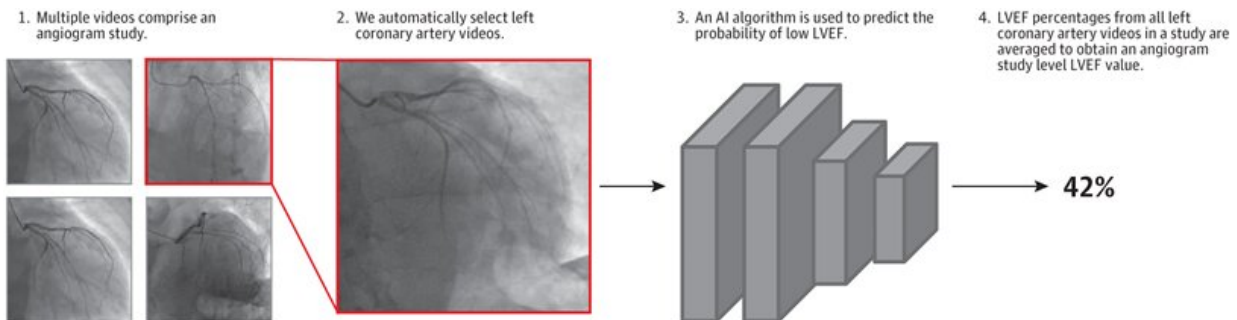 1. Multiple videos comprise an
angiogram study.
2. We automatically select left
coronary artery videos.
3. An AI algorithm is used to predict the
probability of low LVEF.
4. LVEF percentages from all left
coronary artery videos in a study are
averaged to obtain an angiogram
study level LVEF value.
42%